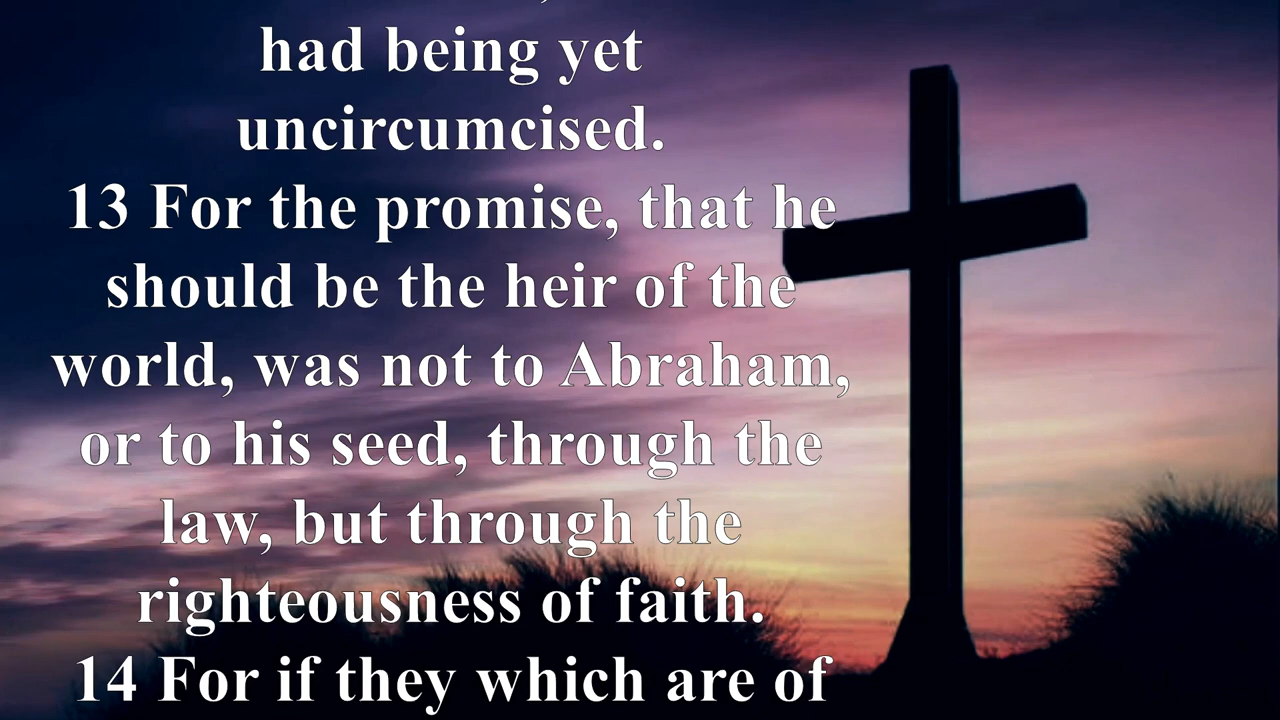 had being yet
uncircumcised.
13 For the promise, that he
should be the heir of the
world, was not to Abraham,
or to his seed, through the
law, but through the
righteousness of faith.
14 For if they which are of